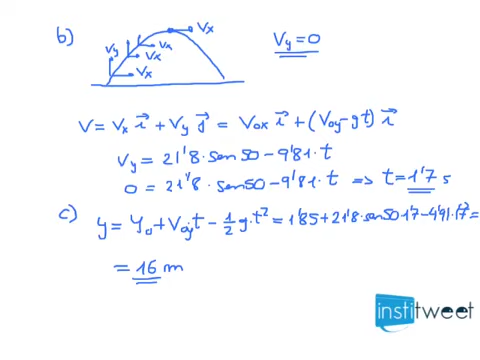 b)
Vx
Vy Vx
Vx
Vx
Vy = 0
V = Vx i⃗ + Vy j⃗ = Vox i⃗ + (Voy - gt) i⃗
Vy = 21'8 · sen 50 - 9'81 · t
0 = 21'8 · sen 50 - 9'81 · t => t = 1'7 s
c) y = Yo + Voy t - 1/2 g · t² = 1'85 + 21'8 · sen 50 · 1'7 - 4'91 · 1'7² =
= 16 m
institweet